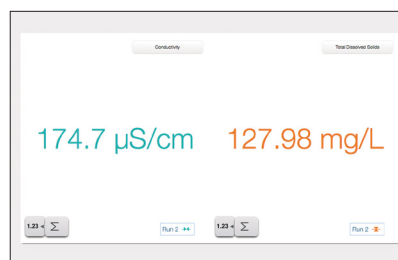 Conductivity
Total Dissolved Solids
174.7 µS/cm
127.98 mg/L
1.23 Σ
Run 2
1.23 Σ
Run 2